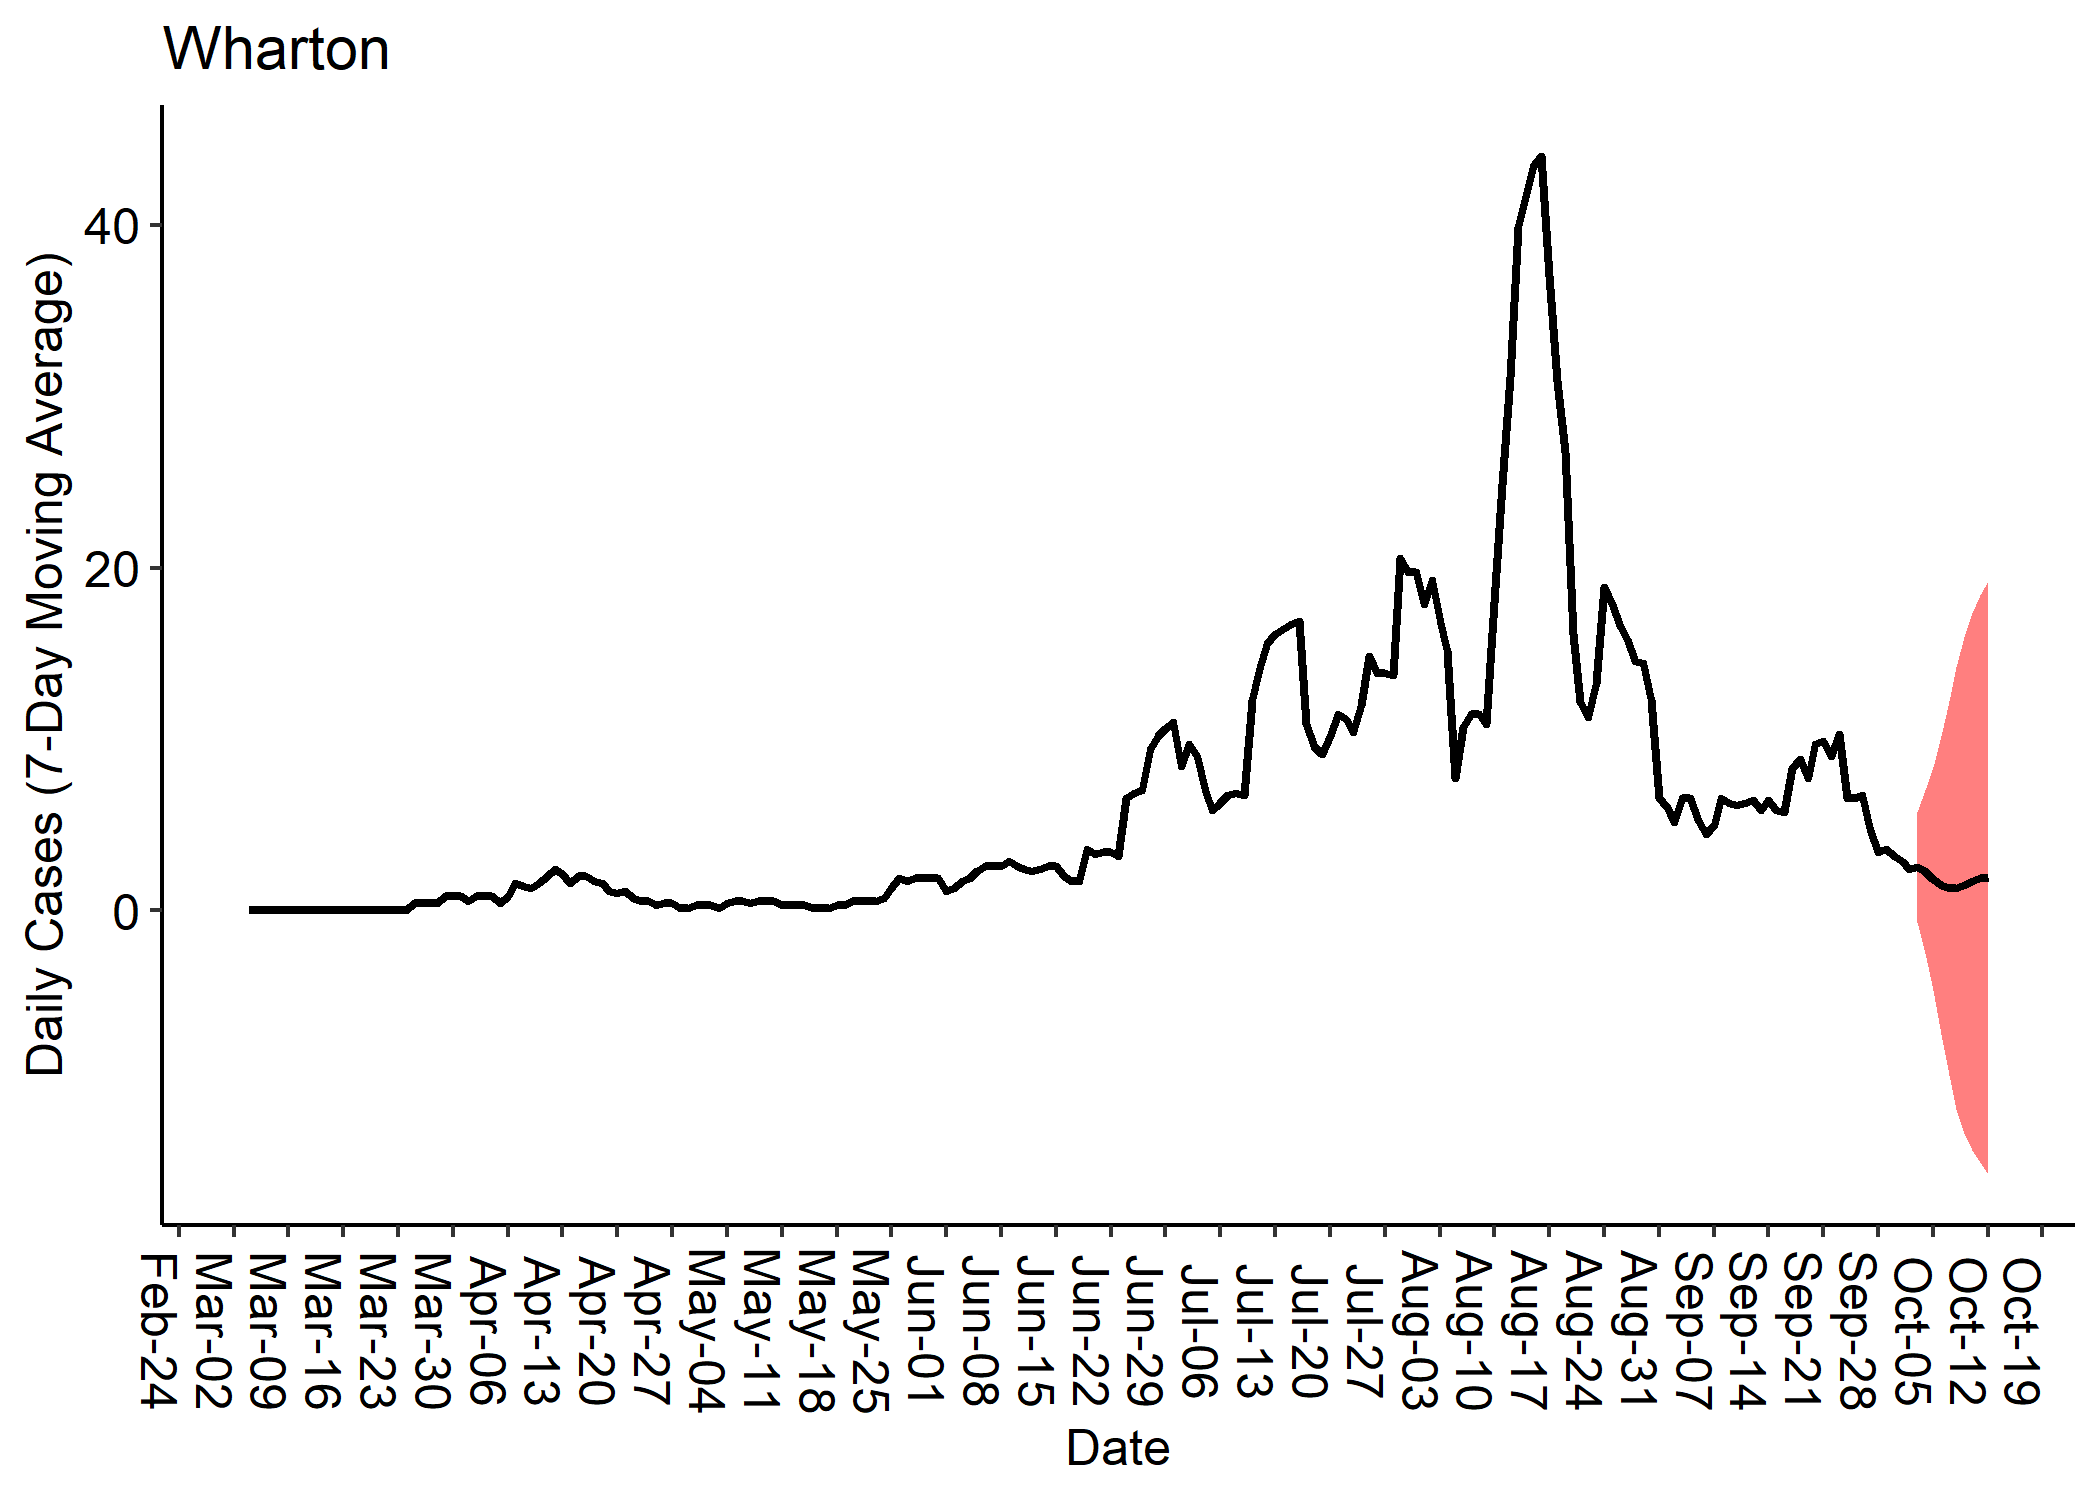 Wharton
Daily Cases (7-Day Moving Average)
40
20
0
Feb-24
Mar-02
Mar-09
Mar-16
Mar-23
Mar-30
Apr-06
Apr-13
Apr-20
Apr-27
May-04
May-11
May-18
May-25
Jun-01
Jun-08
Jun-15
Jun-22
Jun-29
Jul-06
Jul-13
Jul-20
Jul-27
Aug-03
Aug-10
Aug-17
Aug-24
Aug-31
Sep-07
Sep-14
Sep-21
Sep-28
Oct-05
Oct-12
Oct-19
Date